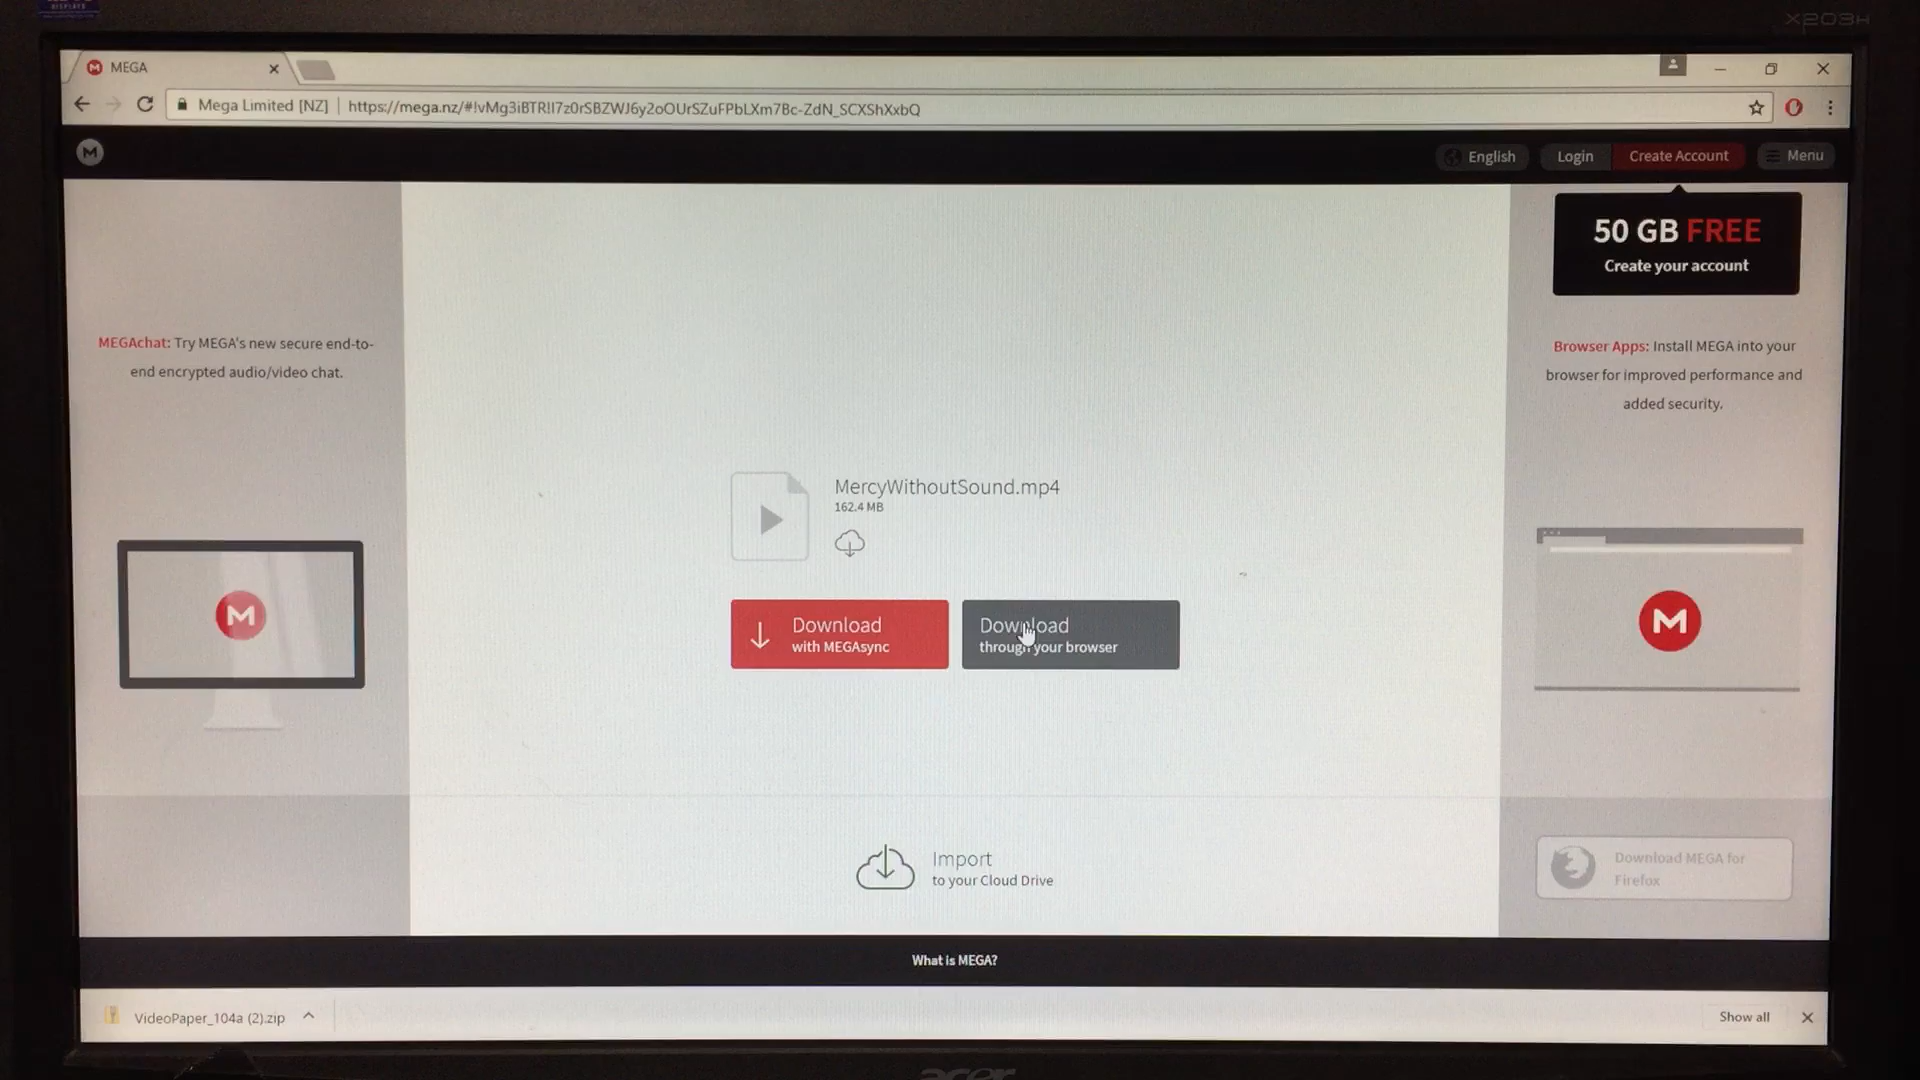 X203H
MEGA
Mega Limited [NZ]
https://mega.nz/#!vMg3iBTR!I7z0rSBZWJ6y2oOUrSZuFPbLXm7Bc-ZdN_SCXShXxbQ
English
Login
Create Account
Menu
50 GB FREE
Create your account
MEGAchat: Try MEGA's new secure end-to-
end encrypted audio/video chat.
Browser Apps: Install MEGA into your
browser for improved performance and
added security.
MercyWithoutSound.mp4
162.4 MB
Download
with MEGAsync
Download
through your browser
Import
to your Cloud Drive
Download MEGA for
Firefox
What is MEGA?
VideoPaper_104a (2).zip
Show all
acer